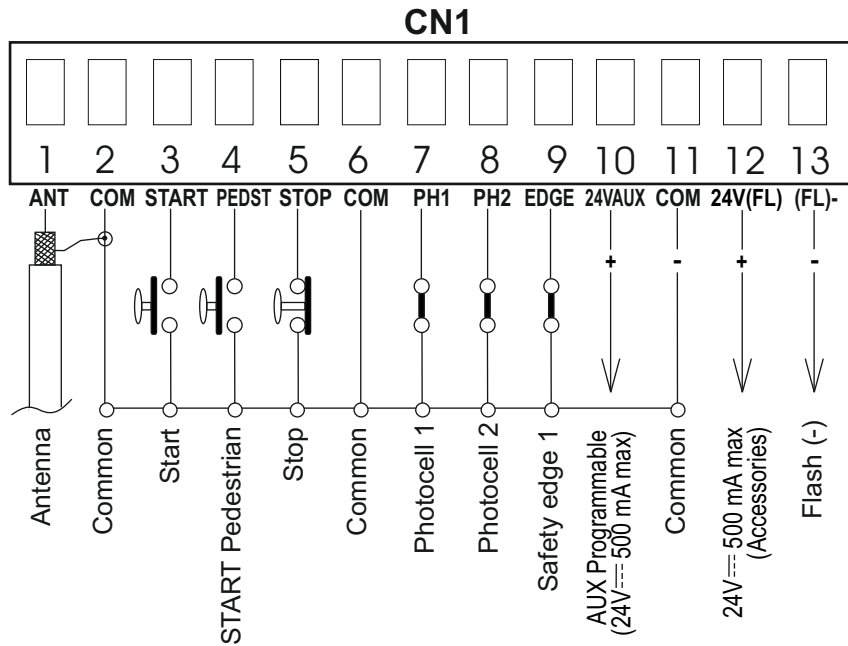 CN1
1 2 3 4 5 6 7 8 9 10 11 12 13
ANT COM START PEDST STOP COM PH1 PH2 EDGE 24VAUX COM 24V(FL) (FL)-
+ - + -
Antenna
Common
Start
START Pedestrian
Stop
Common
Photocell 1
Photocell 2
Safety edge 1
AUX Programmable
(24V⎓ 500 mA max)
Common
24V⎓ 500 mA max
(Accessories)
Flash (-)